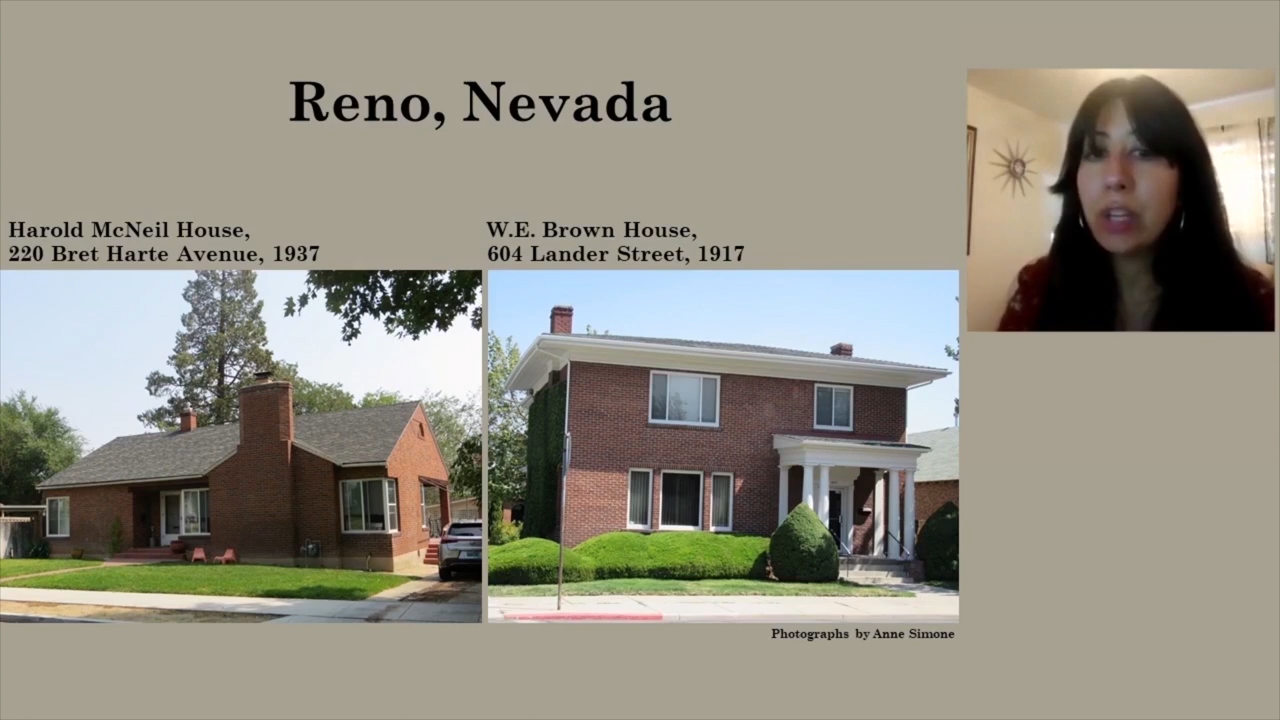 Reno, Nevada
Harold McNeil House,
220 Bret Harte Avenue, 1937
W.E. Brown House,
604 Lander Street, 1917
Photographs by Anne Simone